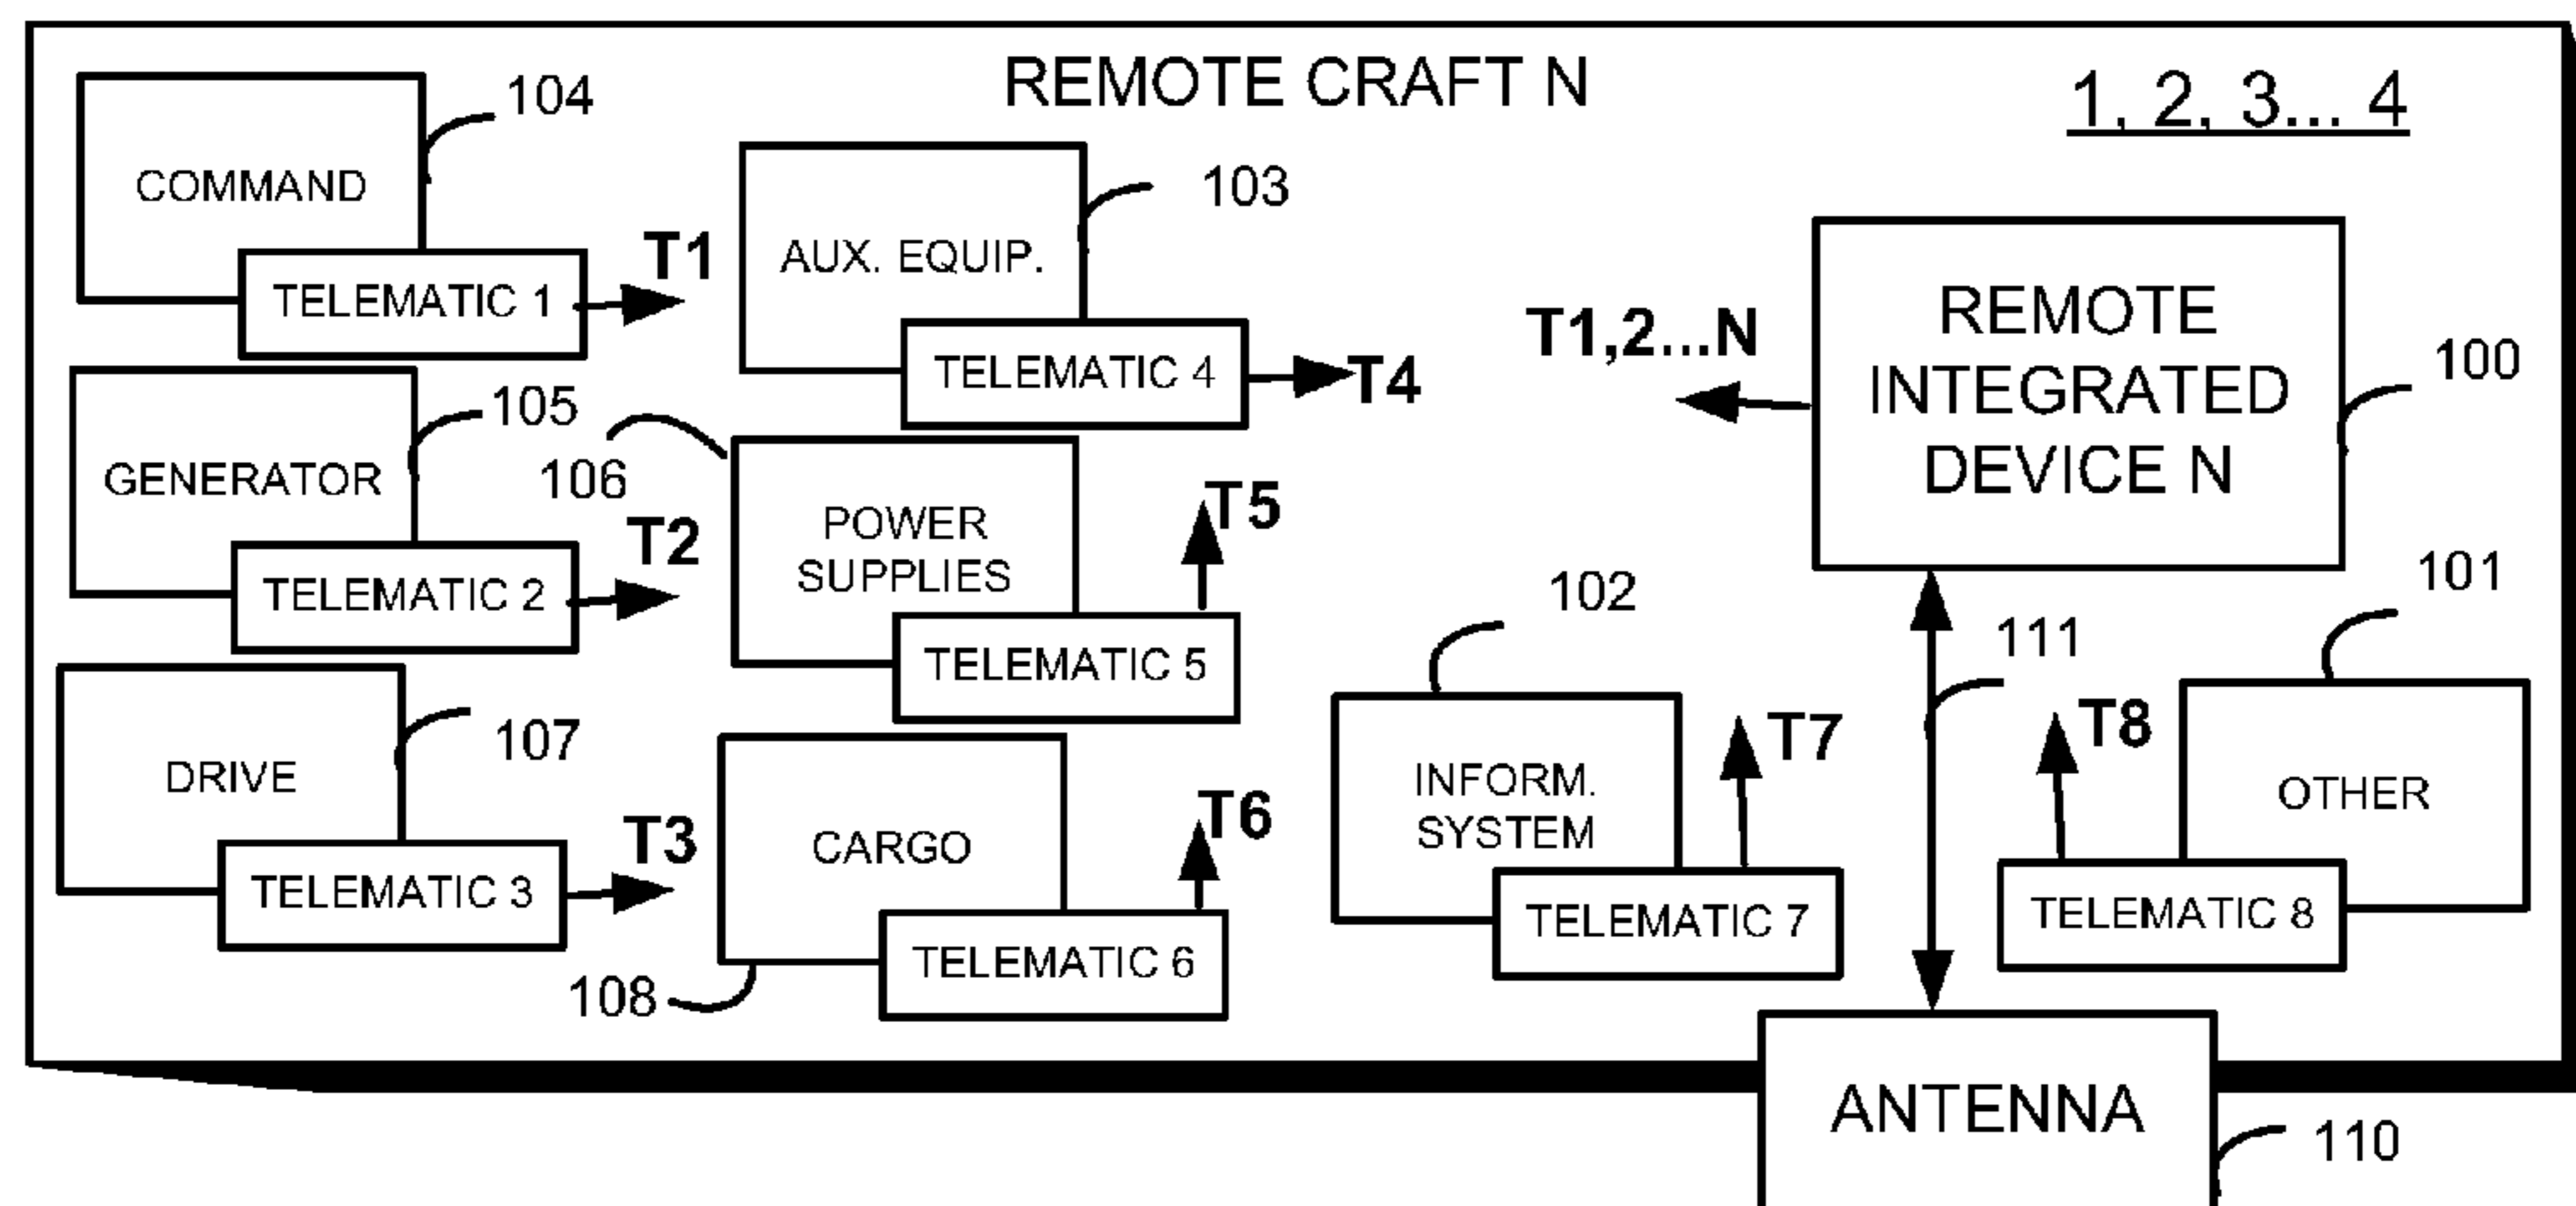 REMOTE CRAFT N
1, 2, 3... 4
104
COMMAND
TELEMATIC 1
T1
103
AUX. EQUIP.
TELEMATIC 4
T4
T1,2...N
REMOTE
INTEGRATED
DEVICE N
100
105
GENERATOR
TELEMATIC 2
T2
106
POWER
SUPPLIES
TELEMATIC 5
T5
107
DRIVE
TELEMATIC 3
T3
CARGO
TELEMATIC 6
T6
108
102
INFORM.
SYSTEM
TELEMATIC 7
T7
111
101
T8
OTHER
TELEMATIC 8
ANTENNA
110